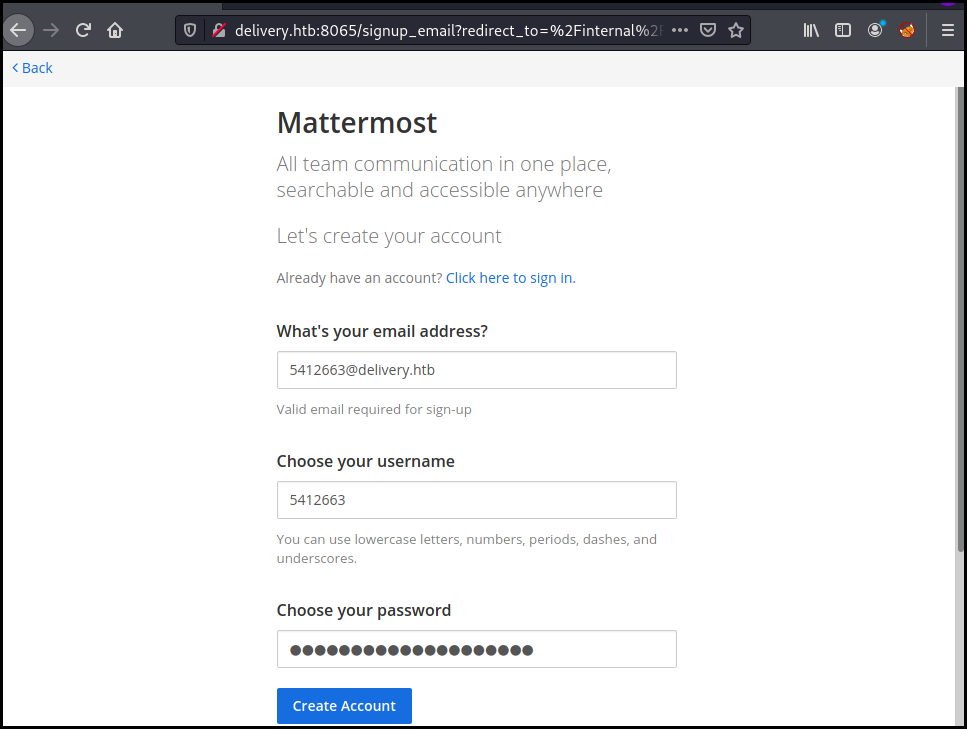 delivery.htb:8065/signup_email?redirect_to=%2Finternal%2F
Back
Mattermost
All team communication in one place,
searchable and accessible anywhere
Let's create your account
Already have an account? Click here to sign in.
What's your email address?
5412663@delivery.htb
Valid email required for sign-up
Choose your username
5412663
You can use lowercase letters, numbers, periods, dashes, and
underscores.
Choose your password
●●●●●●●●●●●●●●●●●●●●
Create Account